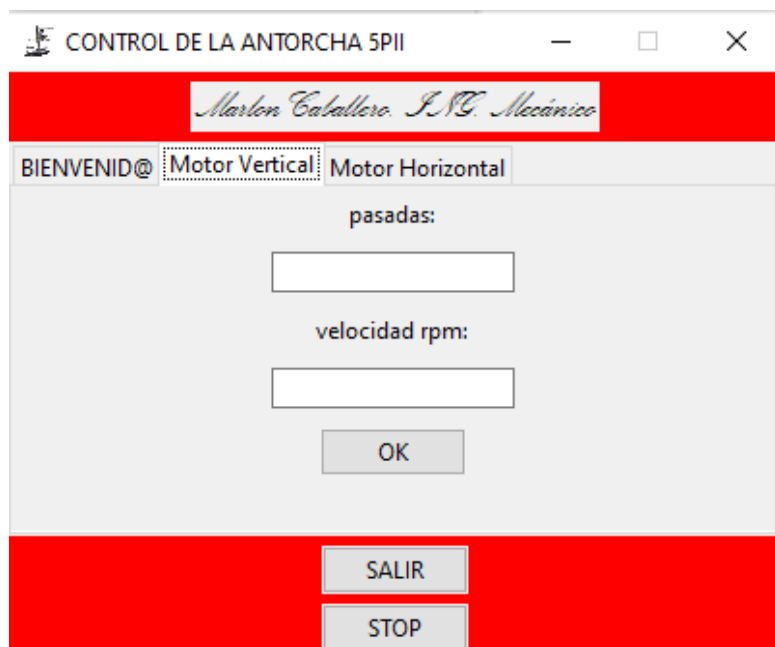 CONTROL DE LA ANTORCHA 5PII
Marlon Caballero. ING. Mecánico
BIENVENID@ Motor Vertical Motor Horizontal
pasadas:
velocidad rpm:
OK
SALIR
STOP